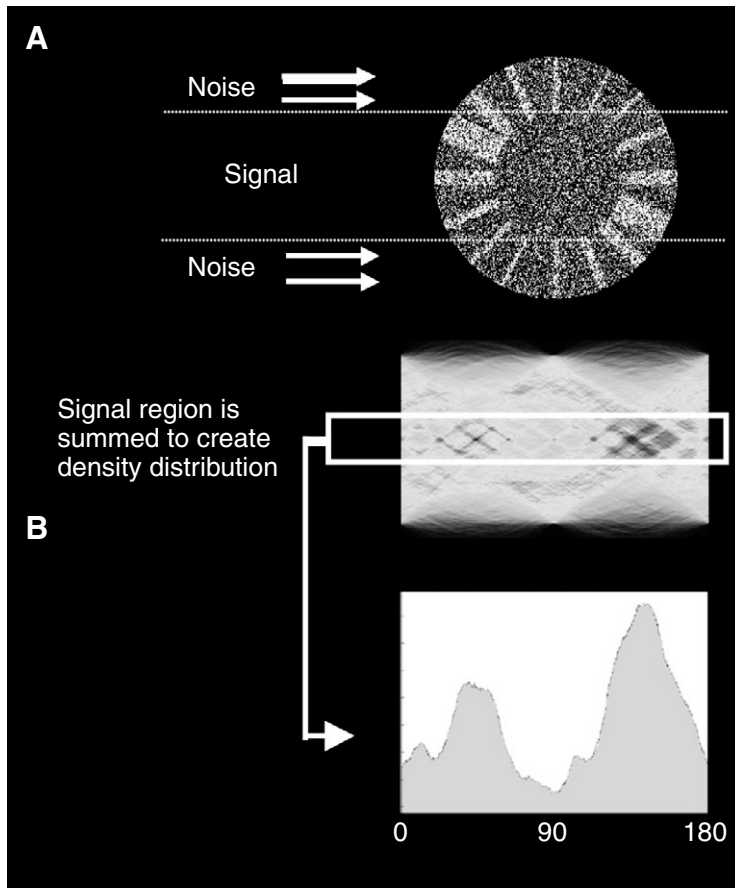 A
Noise
Signal
Noise
Signal region is
summed to create
density distribution
B
0 90 180